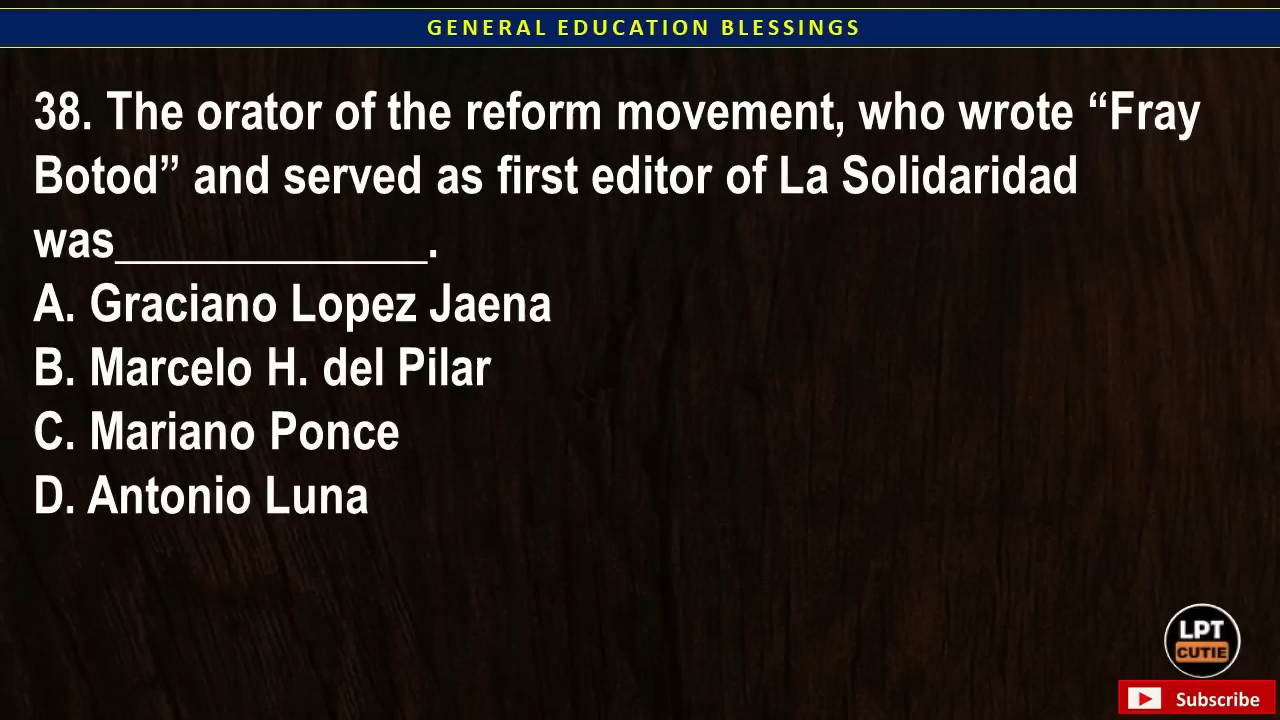 GENERAL EDUCATION BLESSINGS
38. The orator of the reform movement, who wrote “Fray
Botod” and served as first editor of La Solidaridad
was_____________.
A. Graciano Lopez Jaena
B. Marcelo H. del Pilar
C. Mariano Ponce
D. Antonio Luna
LPT
CUTIE
Subscribe